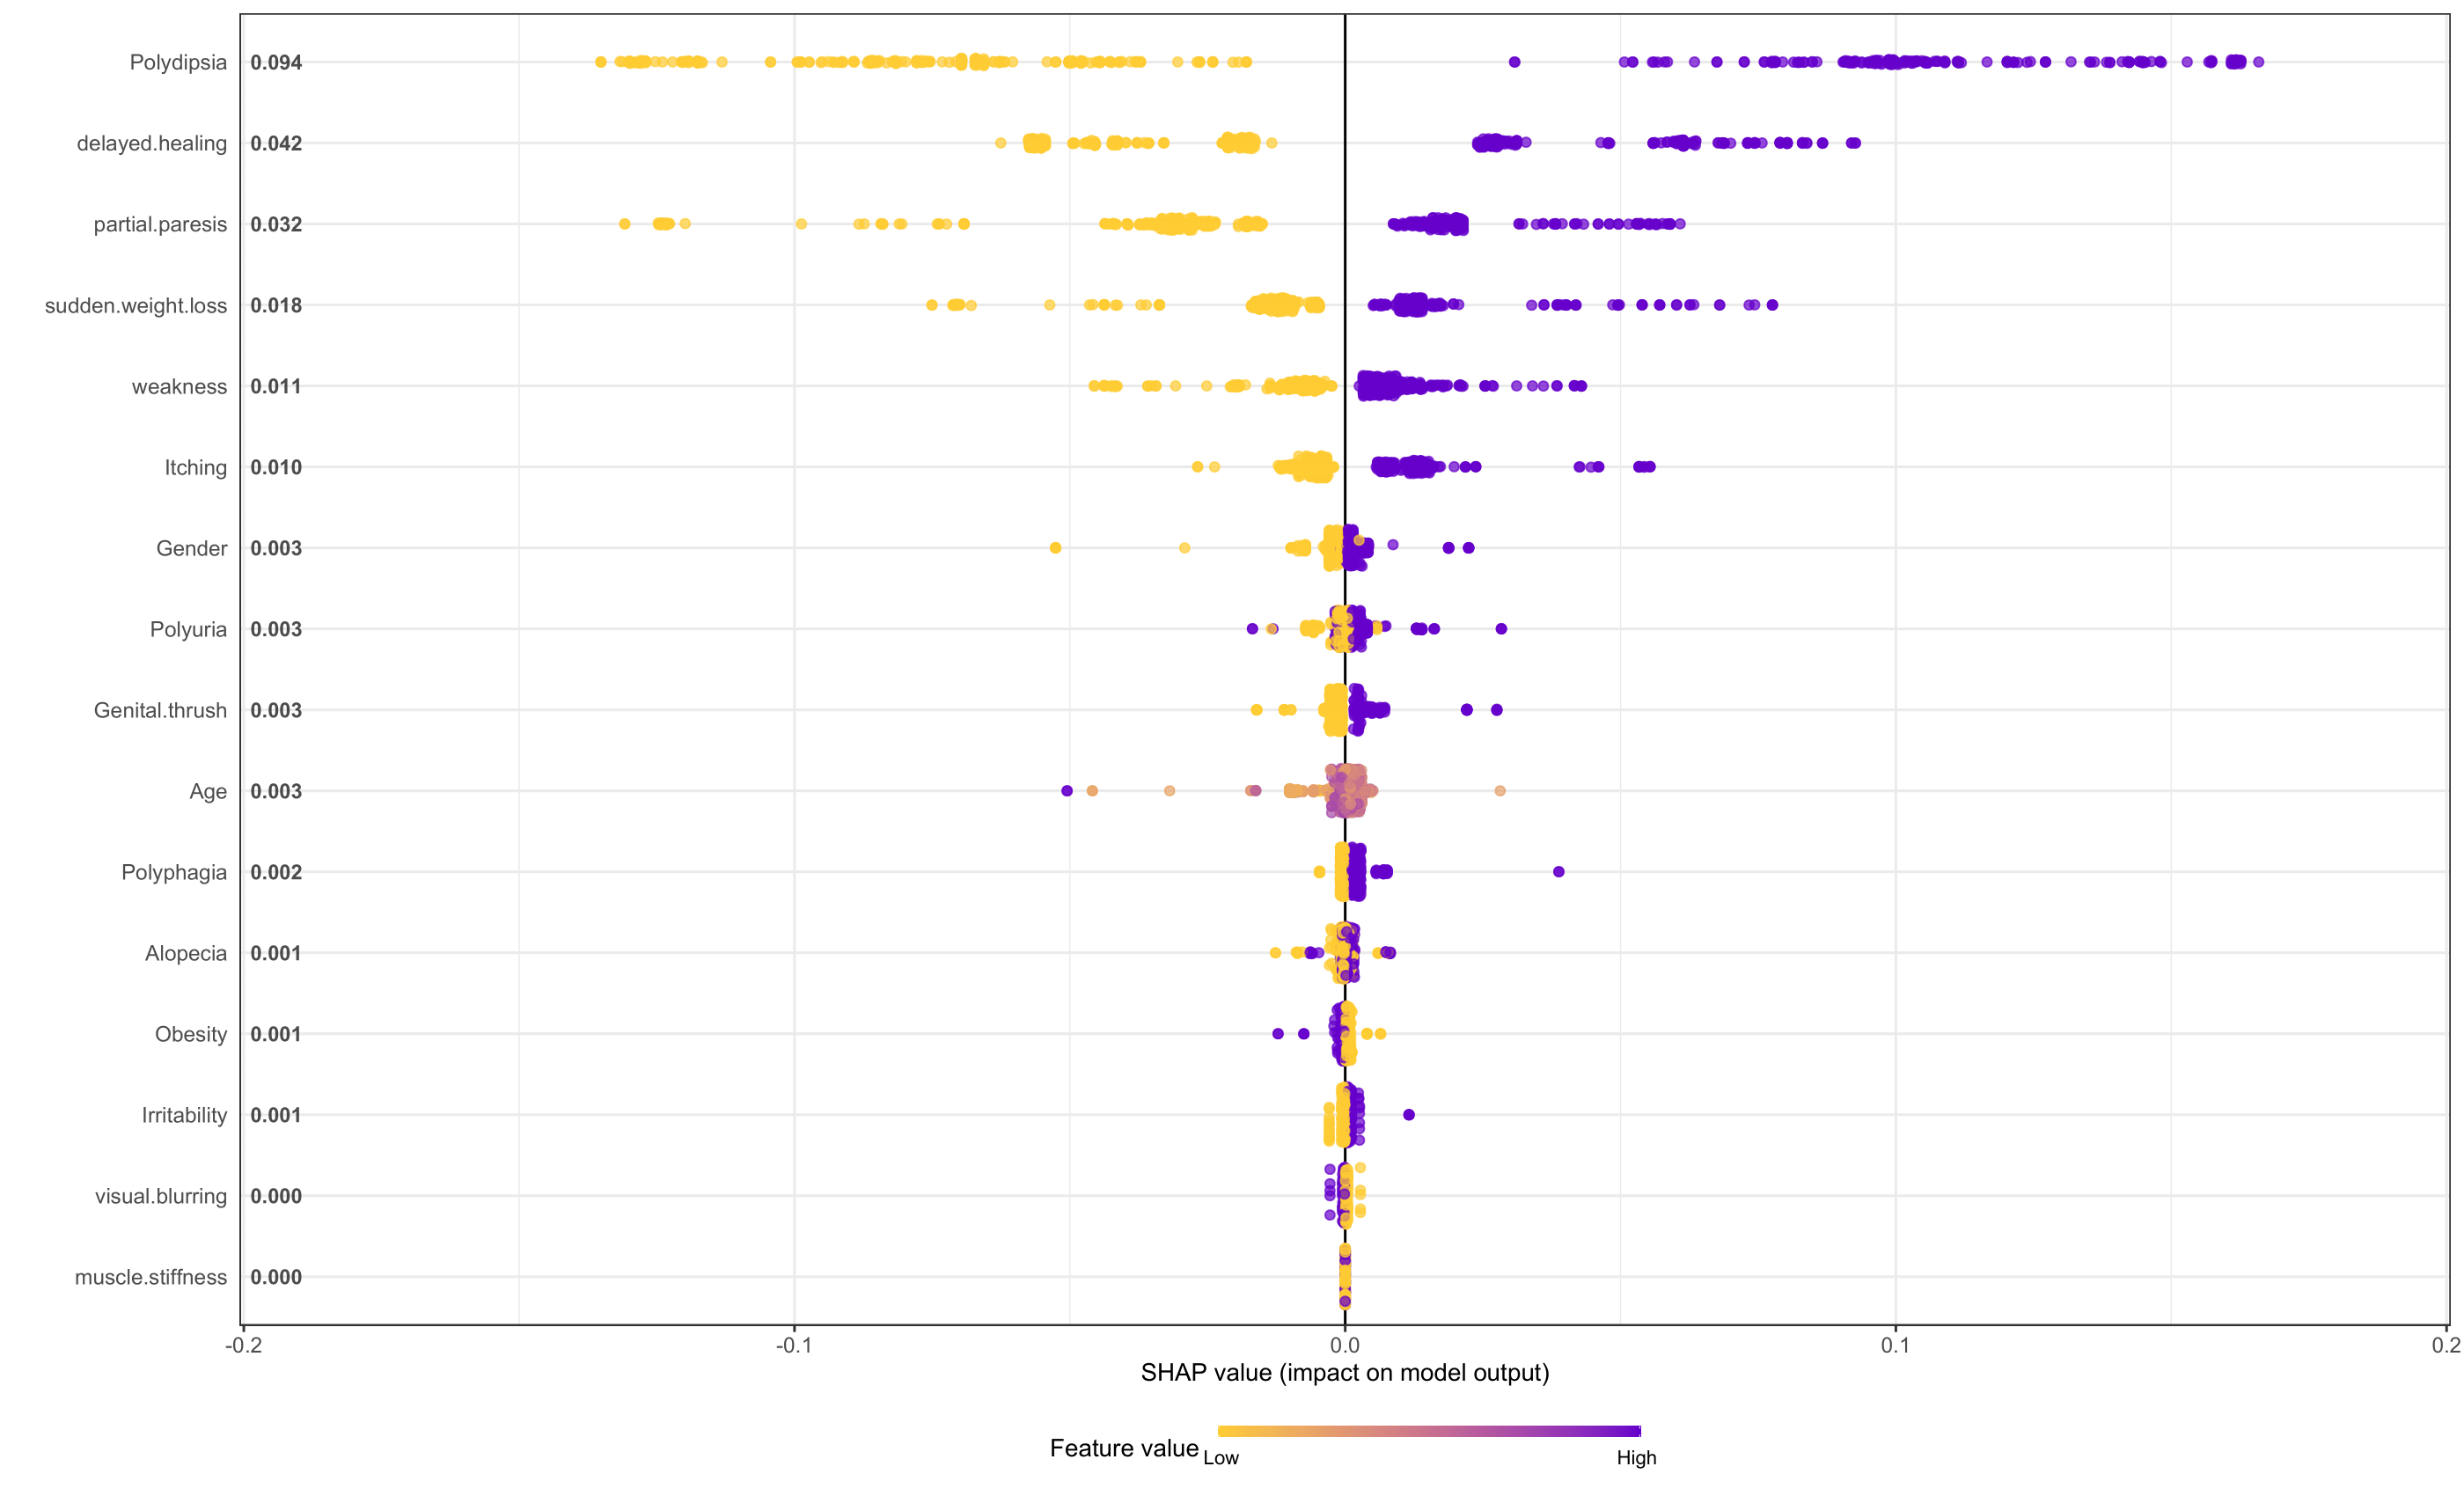 Polydipsia 0.094
delayed.healing 0.042
partial.paresis 0.032
sudden.weight.loss 0.018
weakness 0.011
Itching 0.010
Gender 0.003
Polyuria 0.003
Genital.thrush 0.003
Age 0.003
Polyphagia 0.002
Alopecia 0.001
Obesity 0.001
Irritability 0.001
visual.blurring 0.000
muscle.stiffness 0.000
-0.2 -0.1 0.0 0.1 0.2
SHAP value (impact on model output)
Feature value
Low High